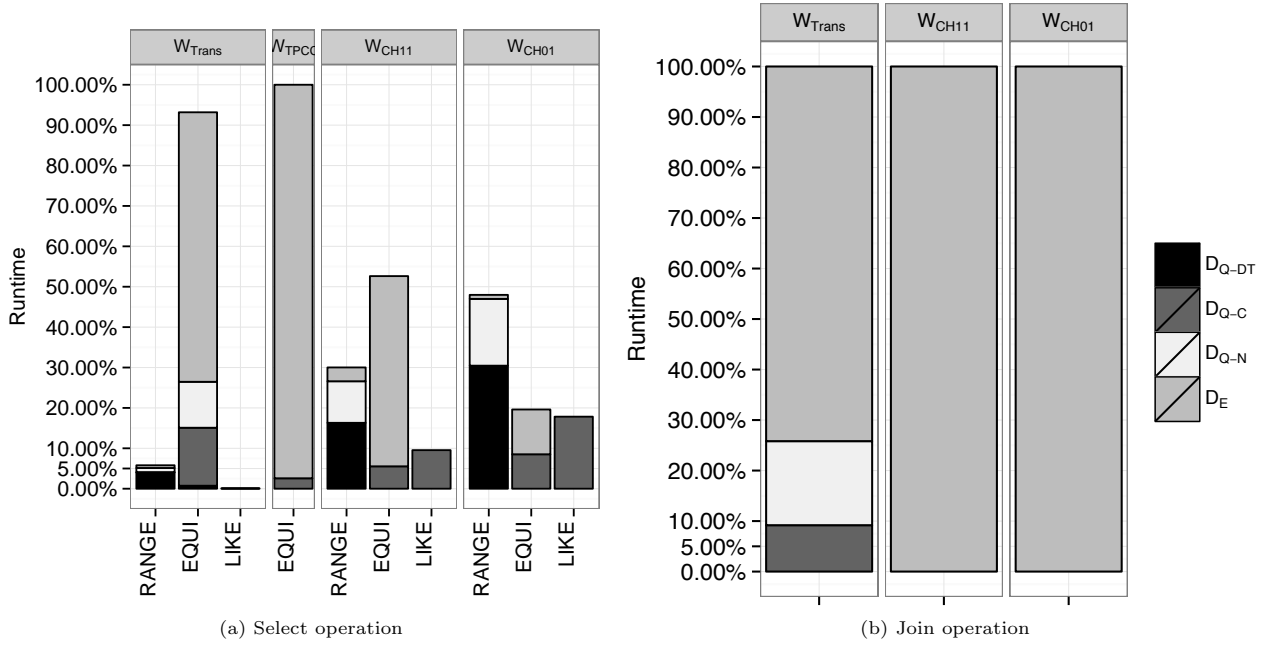 W_Trans W_TPCC W_CH11 W_CH01
100.00%
90.00%
80.00%
70.00%
60.00%
50.00%
40.00%
30.00%
20.00%
10.00%
5.00%
0.00%
Runtime
RANGE EQUI LIKE EQUI RANGE EQUI LIKE RANGE EQUI LIKE
(a) Select operation
W_Trans W_CH11 W_CH01
100.00%
90.00%
80.00%
70.00%
60.00%
50.00%
40.00%
30.00%
20.00%
10.00%
5.00%
0.00%
Runtime
(b) Join operation
D_Q−DT
D_Q−C
D_Q−N
D_E